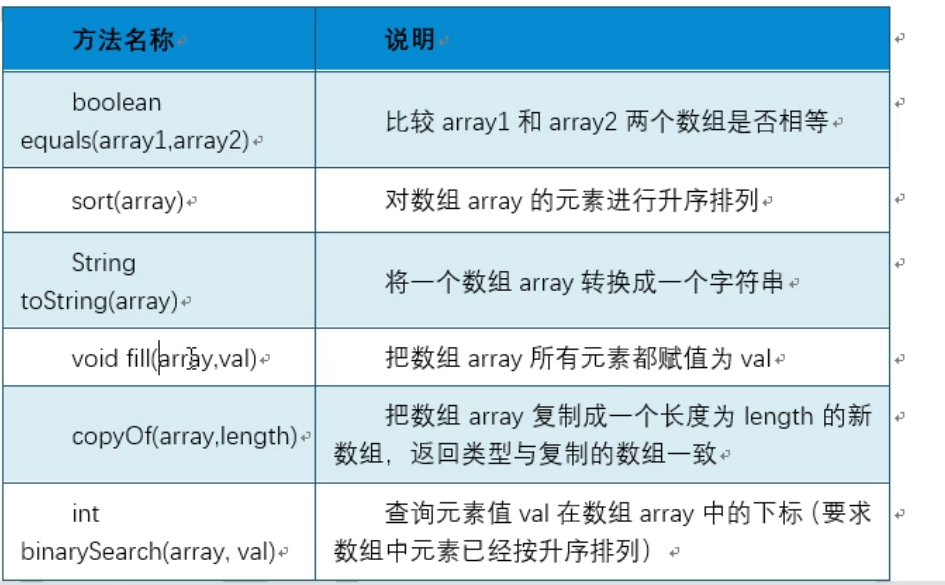 方法名称
说明
boolean
equals(array1,array2)
比较 array1 和 array2 两个数组是否相等
sort(array)
对数组 array 的元素进行升序排列
String
toString(array)
将一个数组 array 转换成一个字符串
void fill(array,val)
把数组 array 所有元素都赋值为 val
copyOf(array,length)
把数组 array 复制成一个长度为 length 的新
数组，返回类型与复制的数组一致
int
binarySearch(array, val)
查询元素值 val 在数组 array 中的下标（要求
数组中元素已经按升序排列）